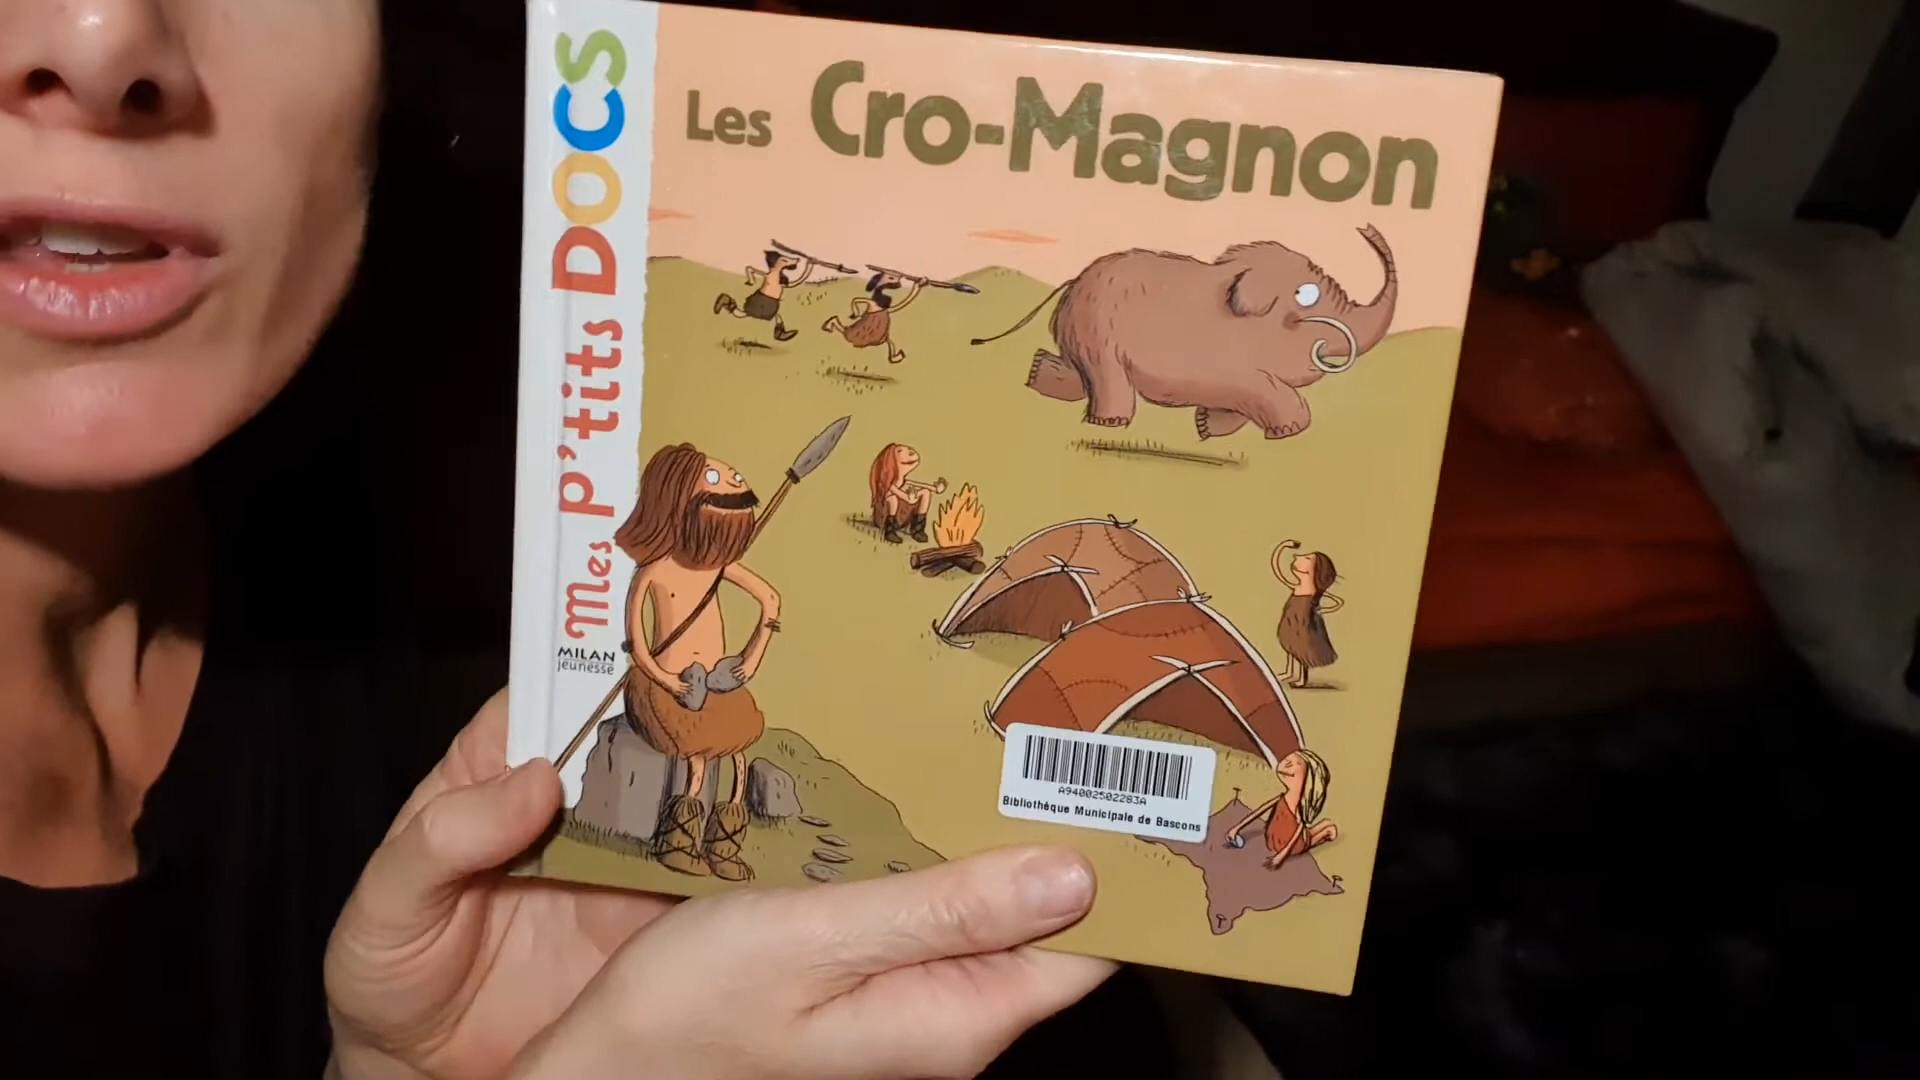 Les Cro-Magnon
Mes p'tits DOCS
MILAN
jeunesse
A94002502283A
Bibliothèque Municipale de Bascons